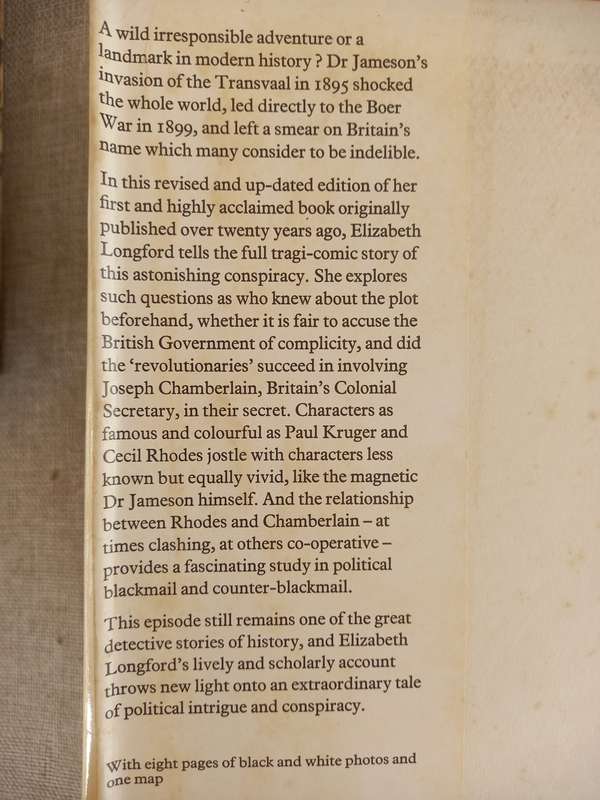 A wild irresponsible adventure or a
landmark in modern history ? Dr Jameson's
invasion of the Transvaal in 1895 shocked
the whole world, led directly to the Boer
War in 1899, and left a smear on Britain's
name which many consider to be indelible.
In this revised and up-dated edition of her
first and highly acclaimed book originally
published over twenty years ago, Elizabeth
Longford tells the full tragi-comic story of
this astonishing conspiracy. She explores
such questions as who knew about the plot
beforehand, whether it is fair to accuse the
British Government of complicity, and did
the ‘revolutionaries’ succeed in involving
Joseph Chamberlain, Britain's Colonial
Secretary, in their secret. Characters as
famous and colourful as Paul Kruger and
Cecil Rhodes jostle with characters less
known but equally vivid, like the magnetic
Dr Jameson himself. And the relationship
between Rhodes and Chamberlain – at
times clashing, at others co-operative –
provides a fascinating study in political
blackmail and counter-blackmail.
This episode still remains one of the great
detective stories of history, and Elizabeth
Longford's lively and scholarly account
throws new light onto an extraordinary tale
of political intrigue and conspiracy.
With eight pages of black and white photos and
one map